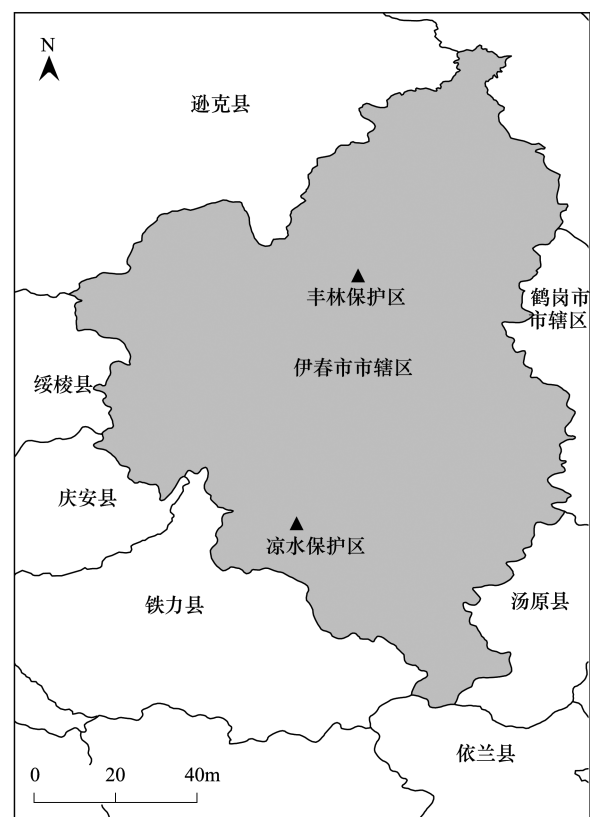 N
逊克县
丰林保护区
鹤岗市
市辖区
伊春市市辖区
绥棱县
庆安县
凉水保护区
铁力县
汤原县
依兰县
0 20 40m